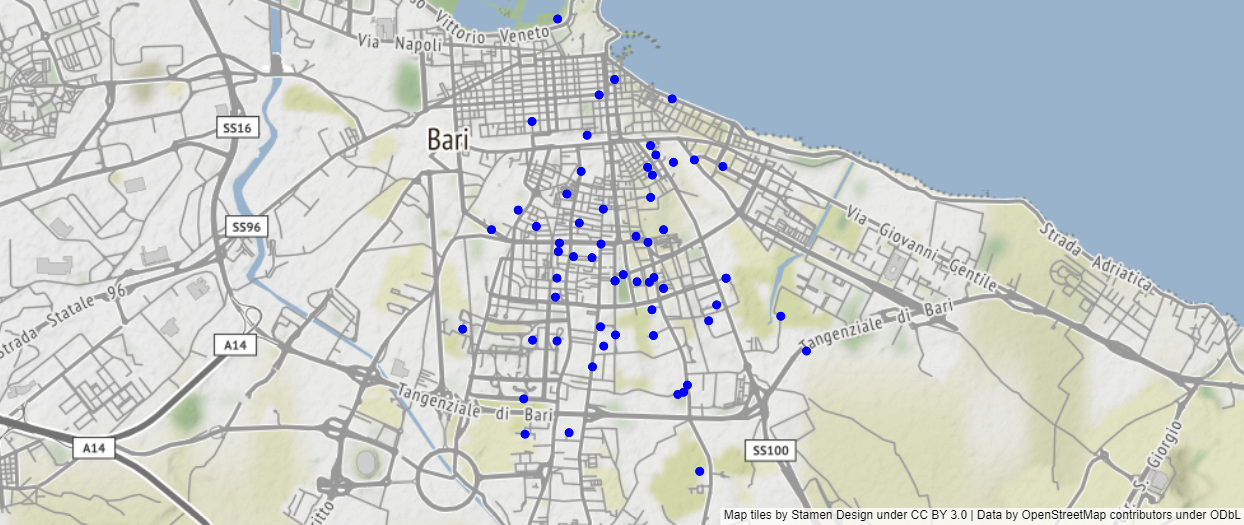 Vittorio Veneto
Via Napoli
SS16
Bari
SS96
Via Giovanni Gentile
Strada Adriatica
Strada Statale 96
A14
Tangenziale di Bari
Tangenziale di Bari
A14
SS100
S. Giorgio
Map tiles by Stamen Design under CC BY 3.0 | Data by OpenStreetMap contributors under ODbL